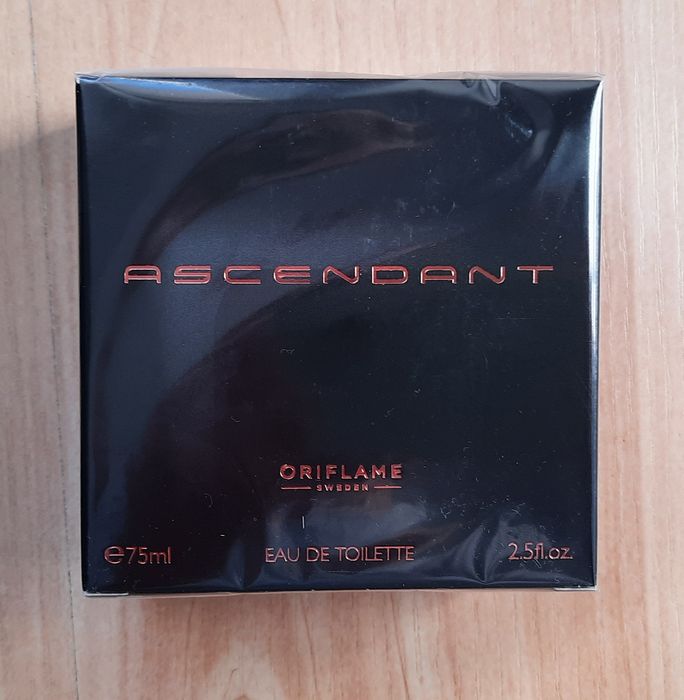 ASCENDANT
ORIFLAME
SWEDEN
℮75ml EAU DE TOILETTE 2.5fl.oz.